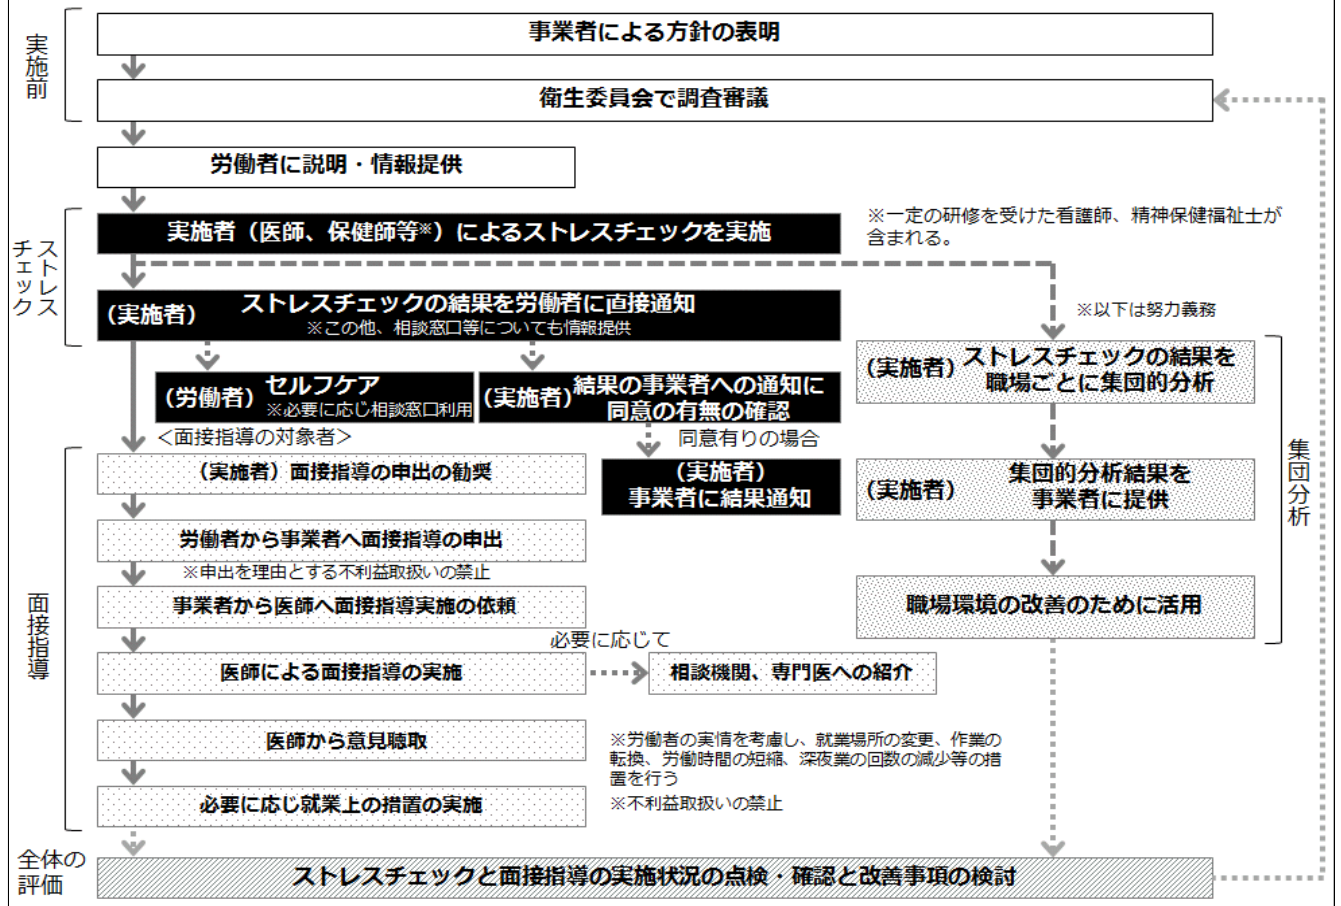 実施前
事業者による方針の表明
衛生委員会で調査審議
労働者に説明・情報提供
ストレス
チェック
実施者（医師、保健師等※）によるストレスチェックを実施
※一定の研修を受けた看護師、精神保健福祉士が
含まれる。
（実施者）
ストレスチェックの結果を労働者に直接通知
※この他、相談窓口等についても情報提供
※以下は努力義務
（労働者）
セルフケア
※必要に応じ相談窓口利用
（実施者）
結果の事業者への通知に
同意の有無の確認
（実施者）
ストレスチェックの結果を
職場ごとに集団的分析
＜面接指導の対象者＞
同意有りの場合
集団分析
面接指導
（実施者）面接指導の申出の勧奨
（実施者）
事業者に結果通知
（実施者）
集団的分析結果を
事業者に提供
労働者から事業者へ面接指導の申出
※申出を理由とする不利益取扱いの禁止
事業者から医師へ面接指導実施の依頼
職場環境の改善のために活用
必要に応じて
医師による面接指導の実施
相談機関、専門医への紹介
医師から意見聴取
※労働者の実情を考慮し、就業場所の変更、作業の
転換、労働時間の短縮、深夜業の回数の減少等の措
置を行う
※不利益取扱いの禁止
必要に応じ就業上の措置の実施
全体の
評価
ストレスチェックと面接指導の実施状況の点検・確認と改善事項の検討